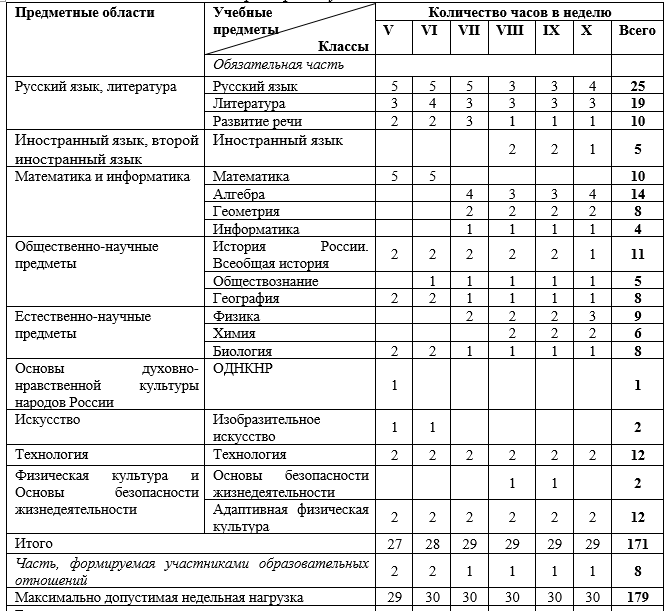 Предметные области Учебные предметы Классы Количество часов в неделю
V VI VII VIII IX X Всего
Обязательная часть
Русский язык, литература Русский язык 5 5 5 3 3 4 25
Литература 3 4 3 3 3 3 19
Развитие речи 2 2 3 1 1 1 10
Иностранный язык, второй иностранный язык Иностранный язык 2 2 1 5
Математика и информатика Математика 5 5 10
Алгебра 4 3 3 4 14
Геометрия 2 2 2 2 8
Информатика 1 1 1 1 4
Общественно-научные предметы История России. Всеобщая история 2 2 2 2 2 1 11
Обществознание 1 1 1 1 1 5
География 2 2 1 1 1 1 8
Естественно-научные предметы Физика 2 2 2 3 9
Химия 2 2 2 6
Биология 2 2 1 1 1 1 8
Основы духовно-нравственной культуры народов России ОДНКНР 1 1
Искусство Изобразительное искусство 1 1 2
Технология Технология 2 2 2 2 2 2 12
Физическая культура и Основы безопасности жизнедеятельности Основы безопасности жизнедеятельности 1 1 2
Адаптивная физическая культура 2 2 2 2 2 2 12
Итого 27 28 29 29 29 29 171
Часть, формируемая участниками образовательных отношений 2 2 1 1 1 1 8
Максимально допустимая недельная нагрузка 29 30 30 30 30 30 179